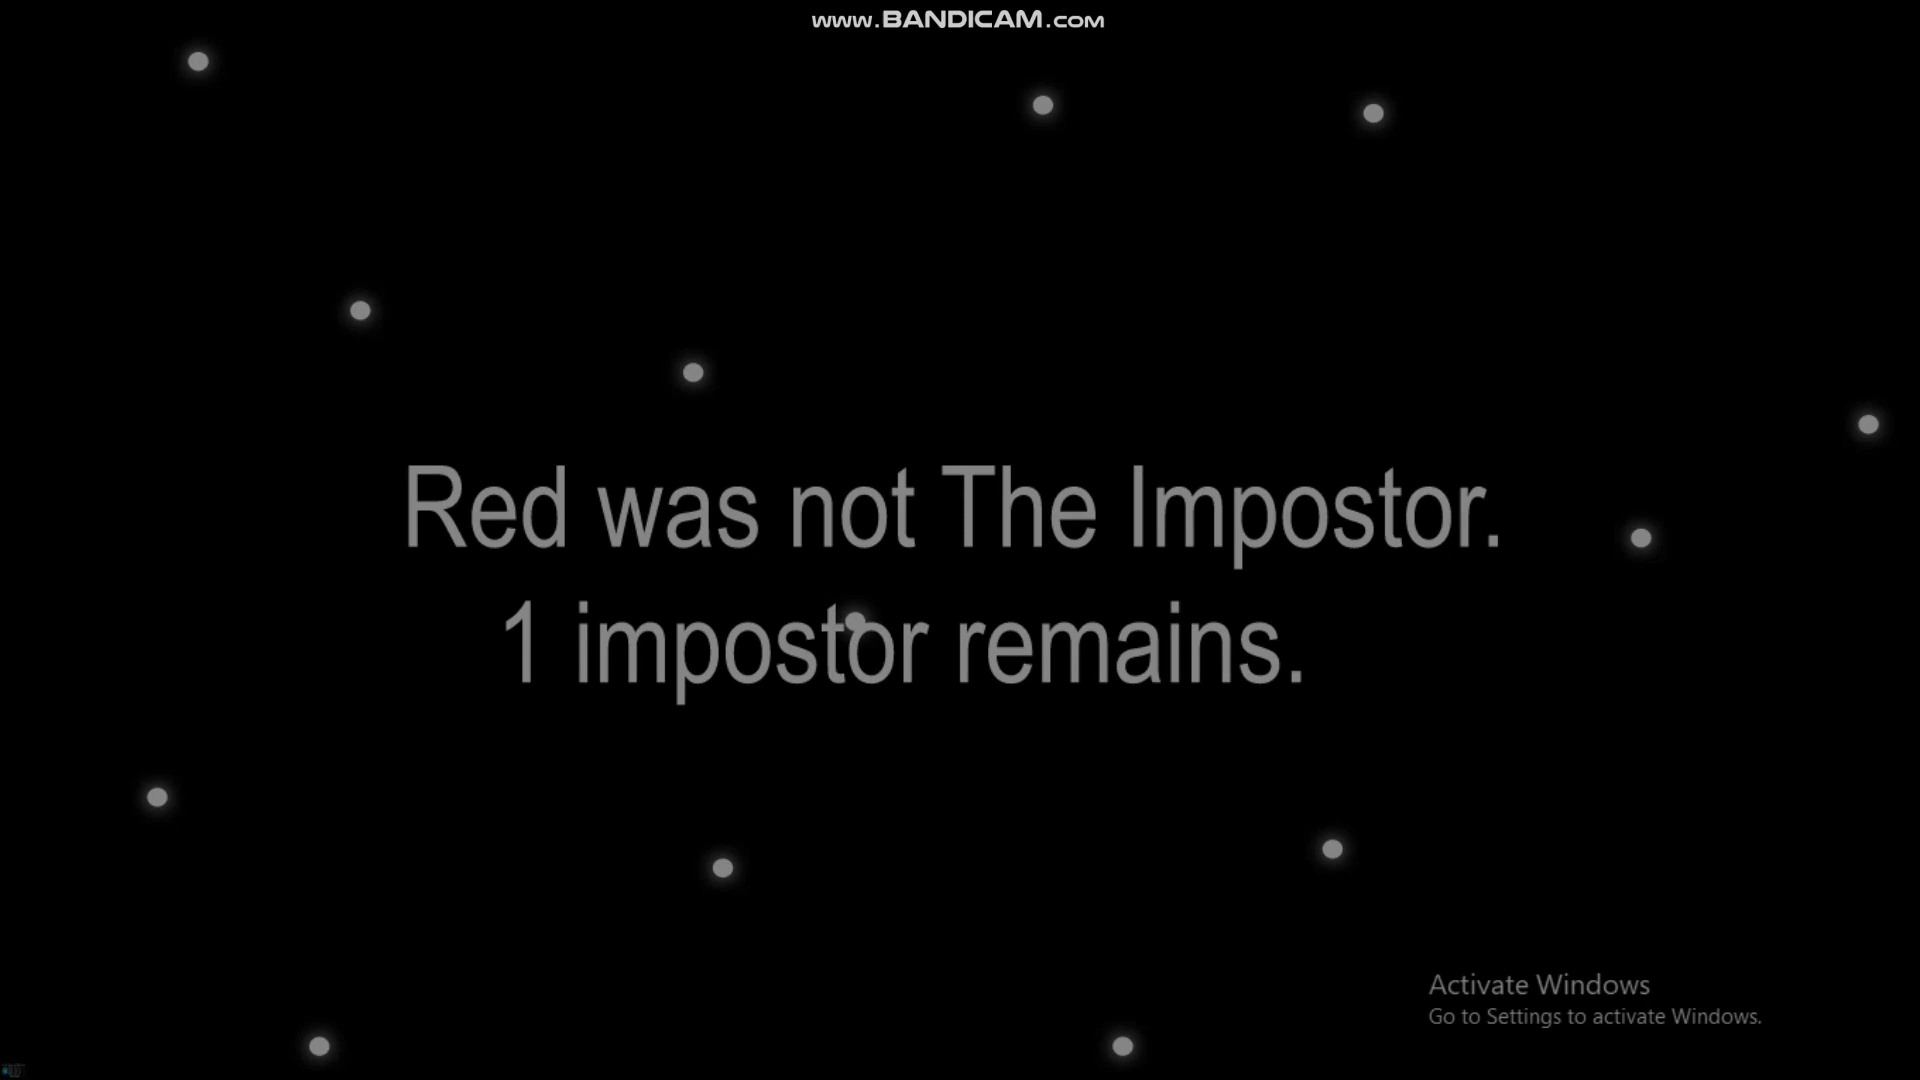 www.BANDICAM.com
Red was not The Impostor.
1 impostor remains.
Activate Windows
Go to Settings to activate Windows.